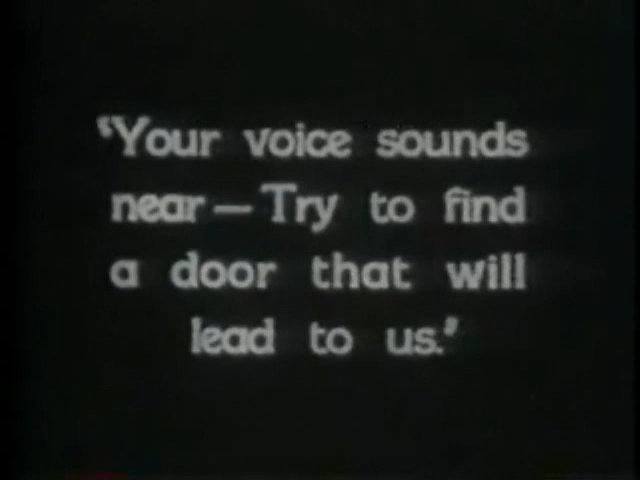 ‘Your voice sounds
near — Try to find
a door that will
lead to us.’